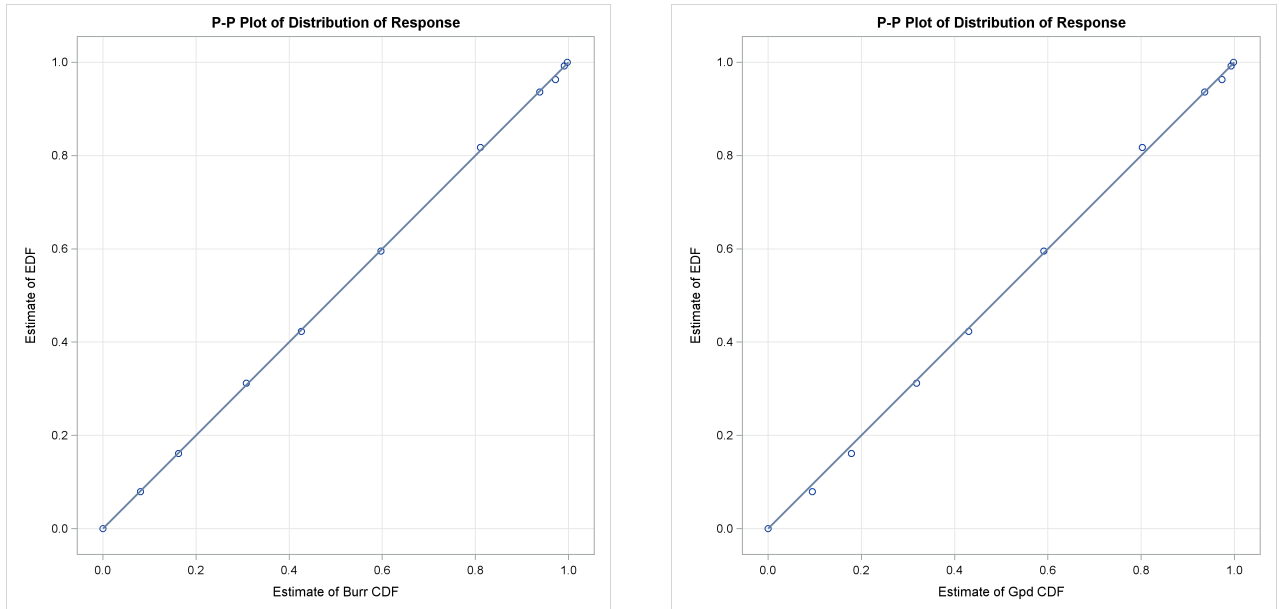 P-P Plot of Distribution of Response
1.0
0.8
0.6
0.4
0.2
0.0
Estimate of EDF
0.0 0.2 0.4 0.6 0.8 1.0
Estimate of Burr CDF
P-P Plot of Distribution of Response
1.0
0.8
0.6
0.4
0.2
0.0
Estimate of EDF
0.0 0.2 0.4 0.6 0.8 1.0
Estimate of Gpd CDF